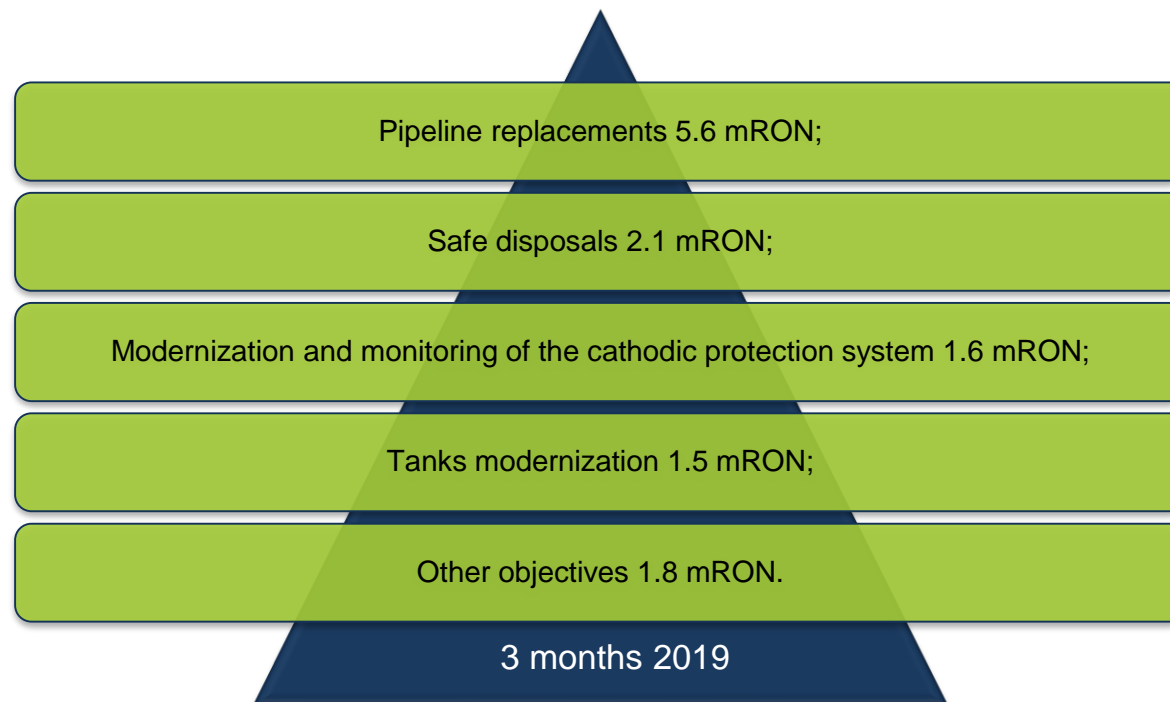 Pipeline replacements 5.6 mRON;
Safe disposals 2.1 mRON;
Modernization and monitoring of the cathodic protection system 1.6 mRON;
Tanks modernization 1.5 mRON;
Other objectives 1.8 mRON.
3 months 2019